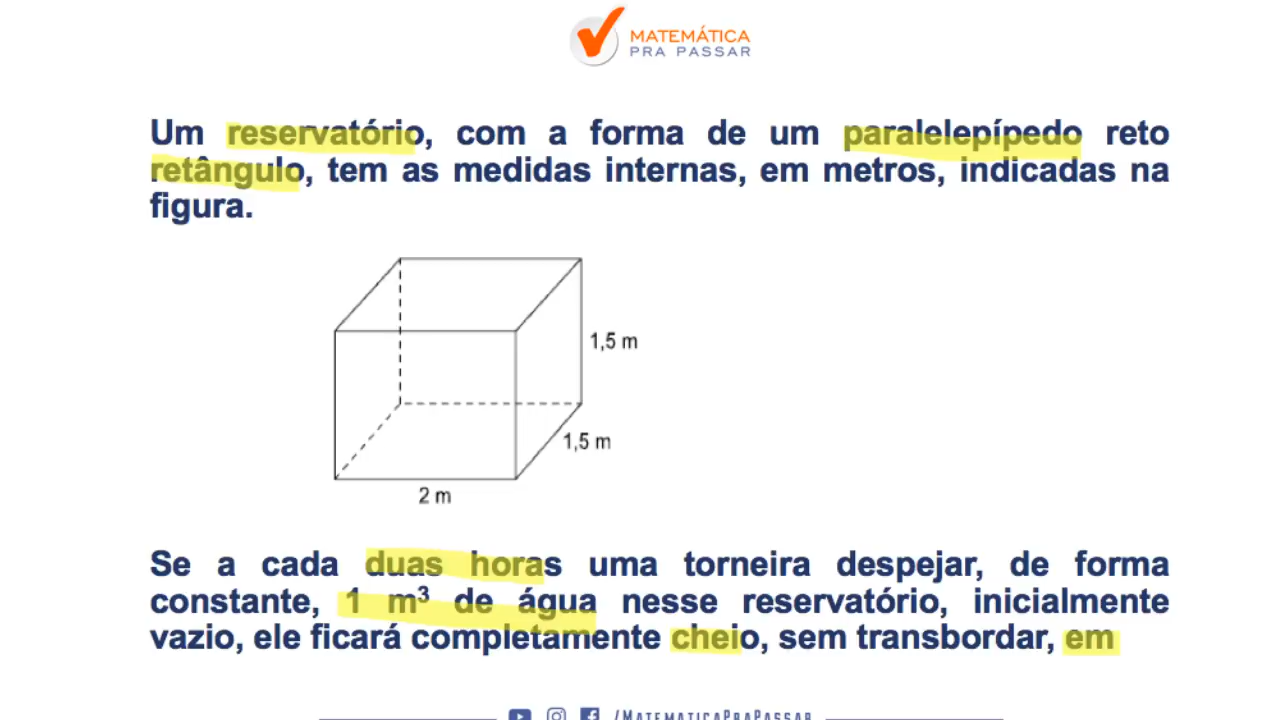 MATEMÁTICA
PRA PASSAR
Um reservatório, com a forma de um paralelepípedo reto
retângulo, tem as medidas internas, em metros, indicadas na
figura.
1,5 m
1,5 m
2 m
Se a cada duas horas uma torneira despejar, de forma
constante, 1 m³ de água nesse reservatório, inicialmente
vazio, ele ficará completamente cheio, sem transbordar, em
/MATEMATICAPRAPASSAR